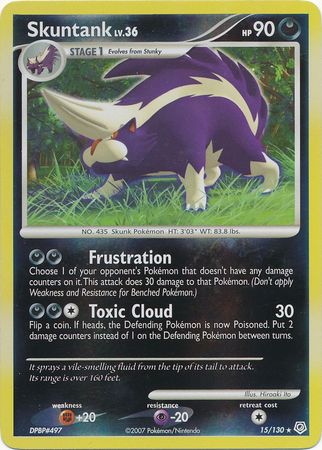 Skuntank LV.36 HP 90
STAGE 1 Evolves from Stunky
NO. 435 Skunk Pokémon HT: 3'03" WT: 83.8 lbs.
Frustration
Choose 1 of your opponent's Pokémon that doesn't have any damage
counters on it. This attack does 30 damage to that Pokémon. (Don't apply
Weakness and Resistance for Benched Pokémon.)
Toxic Cloud 30
Flip a coin. If heads, the Defending Pokémon is now Poisoned. Put 2
damage counters instead of 1 on the Defending Pokémon between turns.
It sprays a vile-smelling fluid from the tip of its tail to attack.
Its range is over 160 feet.
Illus. Hiroaki Ito
weakness resistance retreat cost
+20 -20
DPBP#497 ©2007 Pokémon/Nintendo 15/130 ★